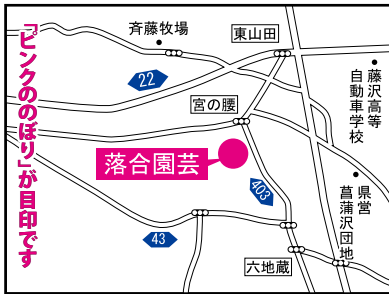 「ピンクののぼり」が目印です
斉藤牧場
東山田
22
宮の腰
藤沢高等
自動車学校
落合園芸
403
県営
菖蒲沢団地
43
六地蔵